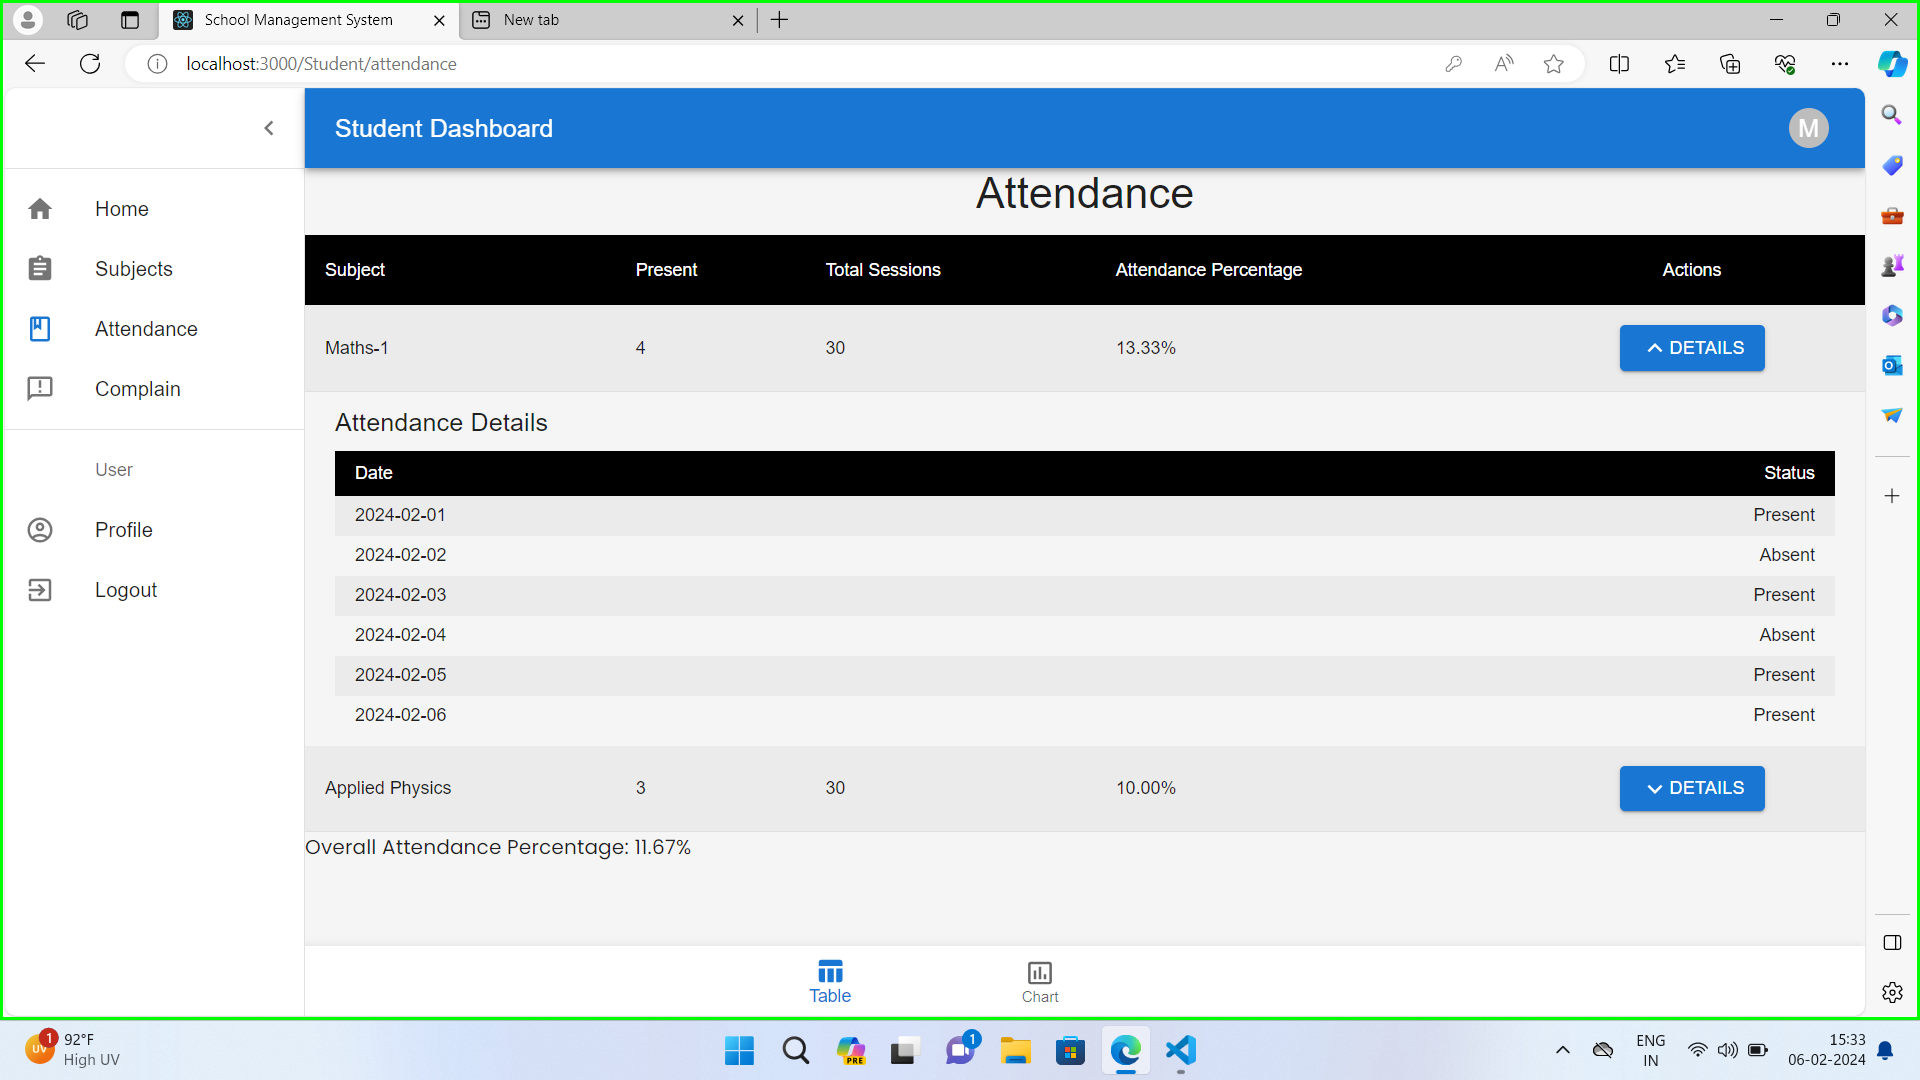 School Management System
New tab
localhost:3000/Student/attendance
Student Dashboard
M
Home
Subjects
Attendance
Complain
User
Profile
Logout
Attendance
Subject Present Total Sessions Attendance Percentage Actions
Maths-1 4 30 13.33% DETAILS
Attendance Details
Date Status
2024-02-01 Present
2024-02-02 Absent
2024-02-03 Present
2024-02-04 Absent
2024-02-05 Present
2024-02-06 Present
Applied Physics 3 30 10.00% DETAILS
Overall Attendance Percentage: 11.67%
Table
Chart
UV
1
92°F
High UV
PRE
1
ENG
IN
15:33
06-02-2024